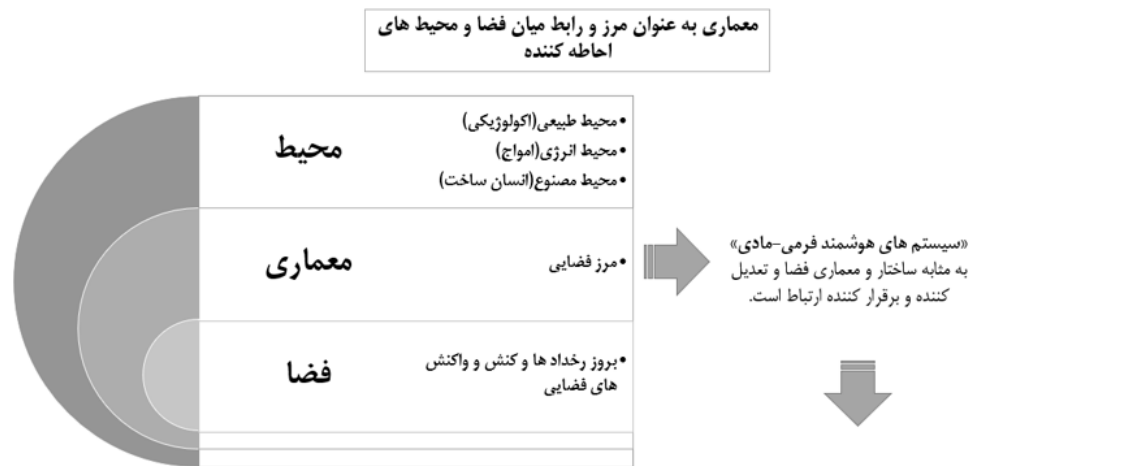 معماری به عنوان مرز و رابط میان فضا و محیط های
احاطه کننده
محیط
•محیط طبیعی(اکولوژیکی)
•محیط انرژی(امواج)
•محیط مصنوع(انسان ساخت)
معماری
•مرز فضایی
«سیستم های هوشمند فرمی-مادی»
به مثابه ساختار و معماری فضا و تعدیل
کننده و برقرار کننده ارتباط است.
فضا
•بروز رخداد ها و کنش و واکنش
های فضایی